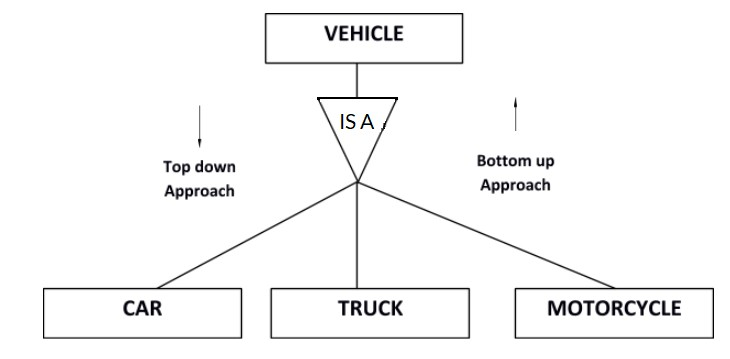 VEHICLE
IS A ,
Top down
Approach
Bottom up
Approach
CAR
TRUCK
MOTORCYCLE